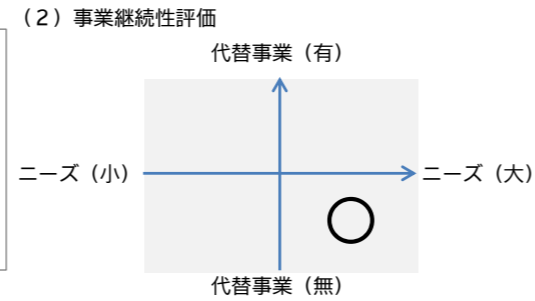 （２）事業継続性評価
代替事業（有）
ニーズ（小）
ニーズ（大）
代替事業（無）